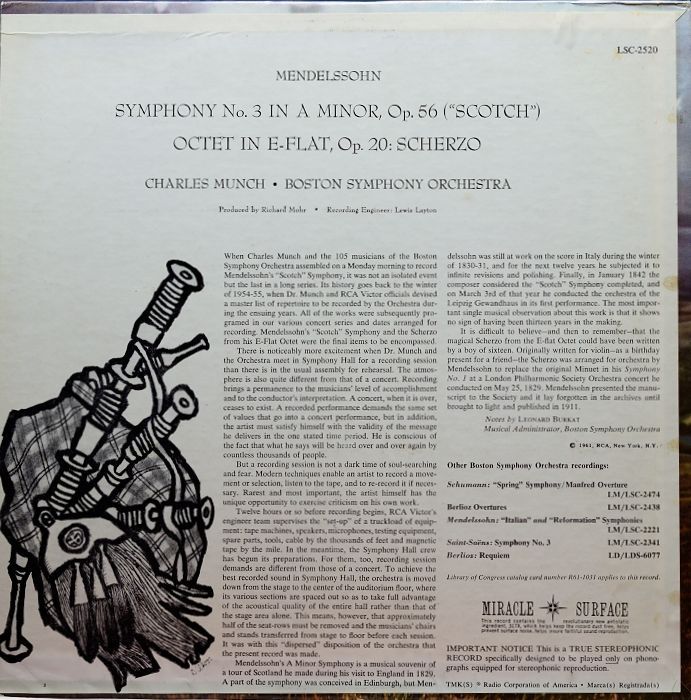 LSC-2520
MENDELSSOHN
SYMPHONY No. 3 IN A MINOR, Op. 56 ("SCOTCH")
OCTET IN E-FLAT, Op. 20: SCHERZO
CHARLES MUNCH • BOSTON SYMPHONY ORCHESTRA
Produced by Richard Mohr • Recording Engineer: Lewis Layton
When Charles Munch and the 105 musicians of the Boston
Symphony Orchestra assembled on a Monday morning to record
Mendelssohn's "Scotch" Symphony, it was not an isolated event
but the last in a long series. Its history goes back to the winter
of 1954-55, when Dr. Munch and RCA Victor officials devised
a master list of repertoire to be recorded by the Orchestra dur-
ing the ensuing years. All of the works were subsequently pro-
gramed in our various concert series and dates arranged for
recording. Mendelssohn's "Scotch" Symphony and the Scherzo
from his E-Flat Octet were the final items to be encompassed.
There is noticeably more excitement when Dr. Munch and
the Orchestra meet in Symphony Hall for a recording session
than there is in the usual assembly for rehearsal. The atmos-
phere is also quite different from that of a concert. Recording
brings a permanence to the musicians' level of accomplishment
and to the conductor's interpretation. A concert, when it is over,
ceases to exist. A recorded performance demands the same set
of values that go into a concert performance, but in addition,
the artist must satisfy himself with the validity of the message
he delivers in the one stated time period. He is conscious of
the fact that what he says will be heard over and over again by
countless thousands of people.
But a recording session is not a dark time of soul-searching
and fear. Modern techniques enable an artist to record a move-
ment or selection, listen to the tape, and to re-record it if neces-
sary. Rarest and most important, the artist himself has the
unique opportunity to exercise criticism on his own work.
Twelve hours or so before recording begins, RCA Victor's
engineer team supervises the "set-up" of a truckload of equip-
ment: tape machines, speakers, microphones, testing equipment,
spare parts, tools, cable by the thousands of feet and magnetic
tape by the mile. In the meantime, the Symphony Hall crew
has begun its preparations. For them, too, recording session
demands are different from those of a concert. To achieve the
best recorded sound in Symphony Hall, the orchestra is moved
down from the stage to the center of the auditorium floor, where
its various sections are spaced out so as to take full advantage
of the acoustical quality of the entire hall rather than that of
the stage area alone. This means, however, that approximately
half of the seat-rows must be removed and the musicians' chairs
and stands transferred from stage to floor before each session.
It was with this "dispersed" disposition of the orchestra that
the present record was made.
Mendelssohn's A Minor Symphony is a musical souvenir of
a tour of Scotland he made during his visit to England in 1829.
A part of the symphony was conceived in Edinburgh, but Men-
delssohn was still at work on the score in Italy during the winter
of 1830-31, and for the next twelve years he subjected it to
infinite revisions and polishing. Finally, in January 1842 the
composer considered the "Scotch" Symphony completed, and
on March 3rd of that year he conducted the orchestra of the
Leipzig Gewandhaus in its first performance. The most impor-
tant single musical observation about this work is that it shows
no sign of having been thirteen years in the making.
It is difficult to believe—and then to remember—that the
magical Scherzo from the E-flat Octet could have been written
by a boy of sixteen. Originally written for violin—as a birthday
present for a friend—the Scherzo was arranged for orchestra by
Mendelssohn to replace the original Minuet in his Symphony
No. 1 at a London Philharmonic Society Orchestra concert he
conducted on May 25, 1829. Mendelssohn presented the manu-
script to the Society and it lay forgotten in the archives until
brought to light and published in 1911.
Notes by LEONARD BURKAT
Musical Administrator, Boston Symphony Orchestra
© 1961, RCA, New York, N.Y.
Other Boston Symphony Orchestra recordings:
Schumann: "Spring" Symphony/Manfred Overture
LM/LSC-2474
Berlioz Overtures LM/LSC-2438
Mendelssohn: "Italian" and "Reformation" Symphonies
LM/LSC-2221
Saint-Saëns: Symphony No. 3 LM/LSC-2341
Berlioz: Requiem LD/LDS-6077
Library of Congress catalog card number R61-1031 applies to this record.
MIRACLE SURFACE
This record contains the revolutionary new antistatic
ingredient, 317X, which helps keep the record dust free, helps
prevent surface noise, helps insure faithful sound reproduction.
IMPORTANT NOTICE This is a TRUE STEREOPHONIC
RECORD specifically designed to be played only on phono-
graphs equipped for stereophonic reproduction.
TMK(S) ® Radio Corporation of America • Marca(s) Registrada(s)